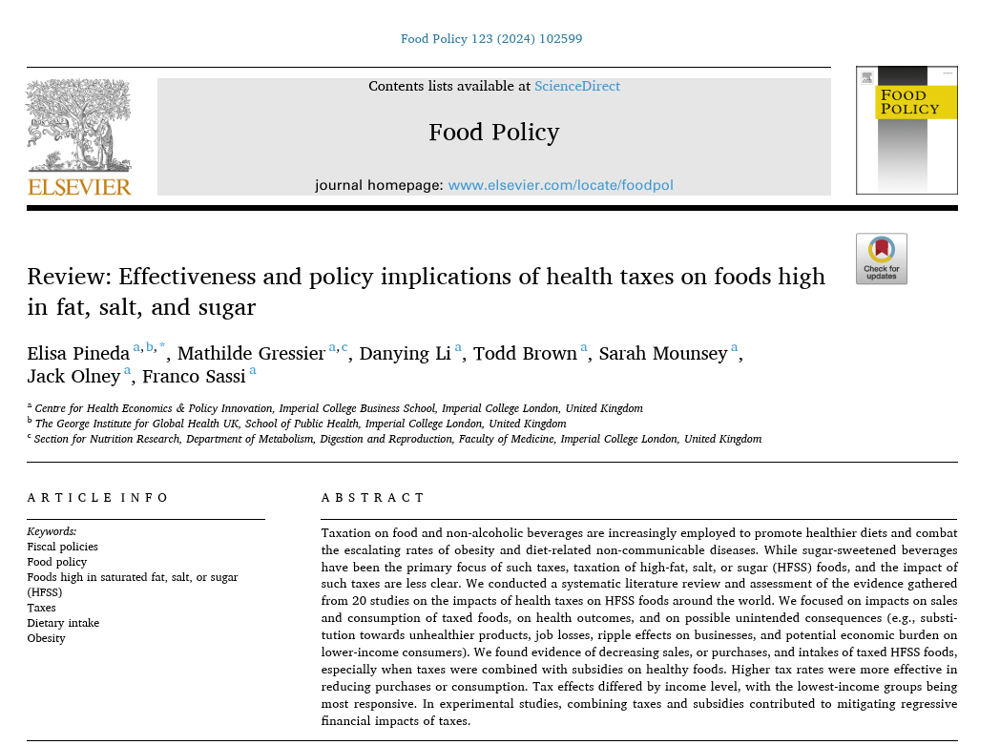 Food Policy 123 (2024) 102599
Contents lists available at ScienceDirect
Food Policy
journal homepage: www.elsevier.com/locate/foodpol
ELSEVIER
FOOD
POLICY
Check for
updates
Review: Effectiveness and policy implications of health taxes on foods high
in fat, salt, and sugar
Elisa Pineda a,b,*, Mathilde Gressier a,c, Danying Li a, Todd Brown a, Sarah Mounsey a,
Jack Olney a, Franco Sassi a
a Centre for Health Economics & Policy Innovation, Imperial College Business School, Imperial College London, United Kingdom
b The George Institute for Global Health UK, School of Public Health, Imperial College London, United Kingdom
c Section for Nutrition Research, Department of Metabolism, Digestion and Reproduction, Faculty of Medicine, Imperial College London, United Kingdom
ARTICLE INFO
Keywords:
Fiscal policies
Food policy
Foods high in saturated fat, salt, or sugar
(HFSS)
Taxes
Dietary intake
Obesity
ABSTRACT
Taxation on food and non-alcoholic beverages are increasingly employed to promote healthier diets and combat
the escalating rates of obesity and diet-related non-communicable diseases. While sugar-sweetened beverages
have been the primary focus of such taxes, taxation of high-fat, salt, or sugar (HFSS) foods, and the impact of
such taxes are less clear. We conducted a systematic literature review and assessment of the evidence gathered
from 20 studies on the impacts of health taxes on HFSS foods around the world. We focused on impacts on sales
and consumption of taxed foods, on health outcomes, and on possible unintended consequences (e.g., substi-
tution towards unhealthier products, job losses, ripple effects on businesses, and potential economic burden on
lower-income consumers). We found evidence of decreasing sales, or purchases, and intakes of taxed HFSS foods,
especially when taxes were combined with subsidies on healthy foods. Higher tax rates were more effective in
reducing purchases or consumption. Tax effects differed by income level, with the lowest-income groups being
most responsive. In experimental studies, combining taxes and subsidies contributed to mitigating regressive
financial impacts of taxes.